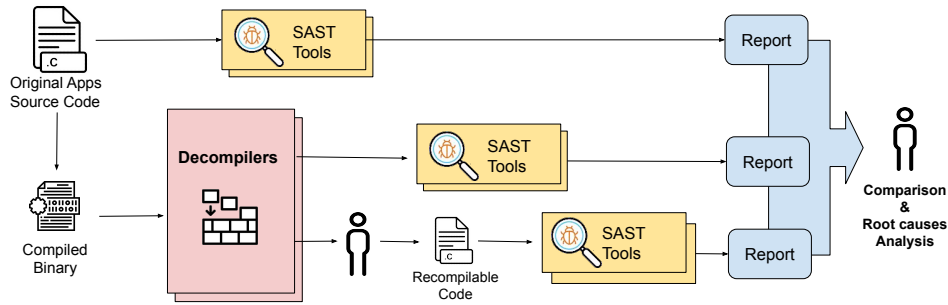 SAST
Tools
Report
.C
Original Apps
Source Code
Decompilers
SAST
Tools
Report
Comparison
&
Root causes
Analysis
Compiled
Binary
.C
Recompilable
Code
SAST
Tools
Report